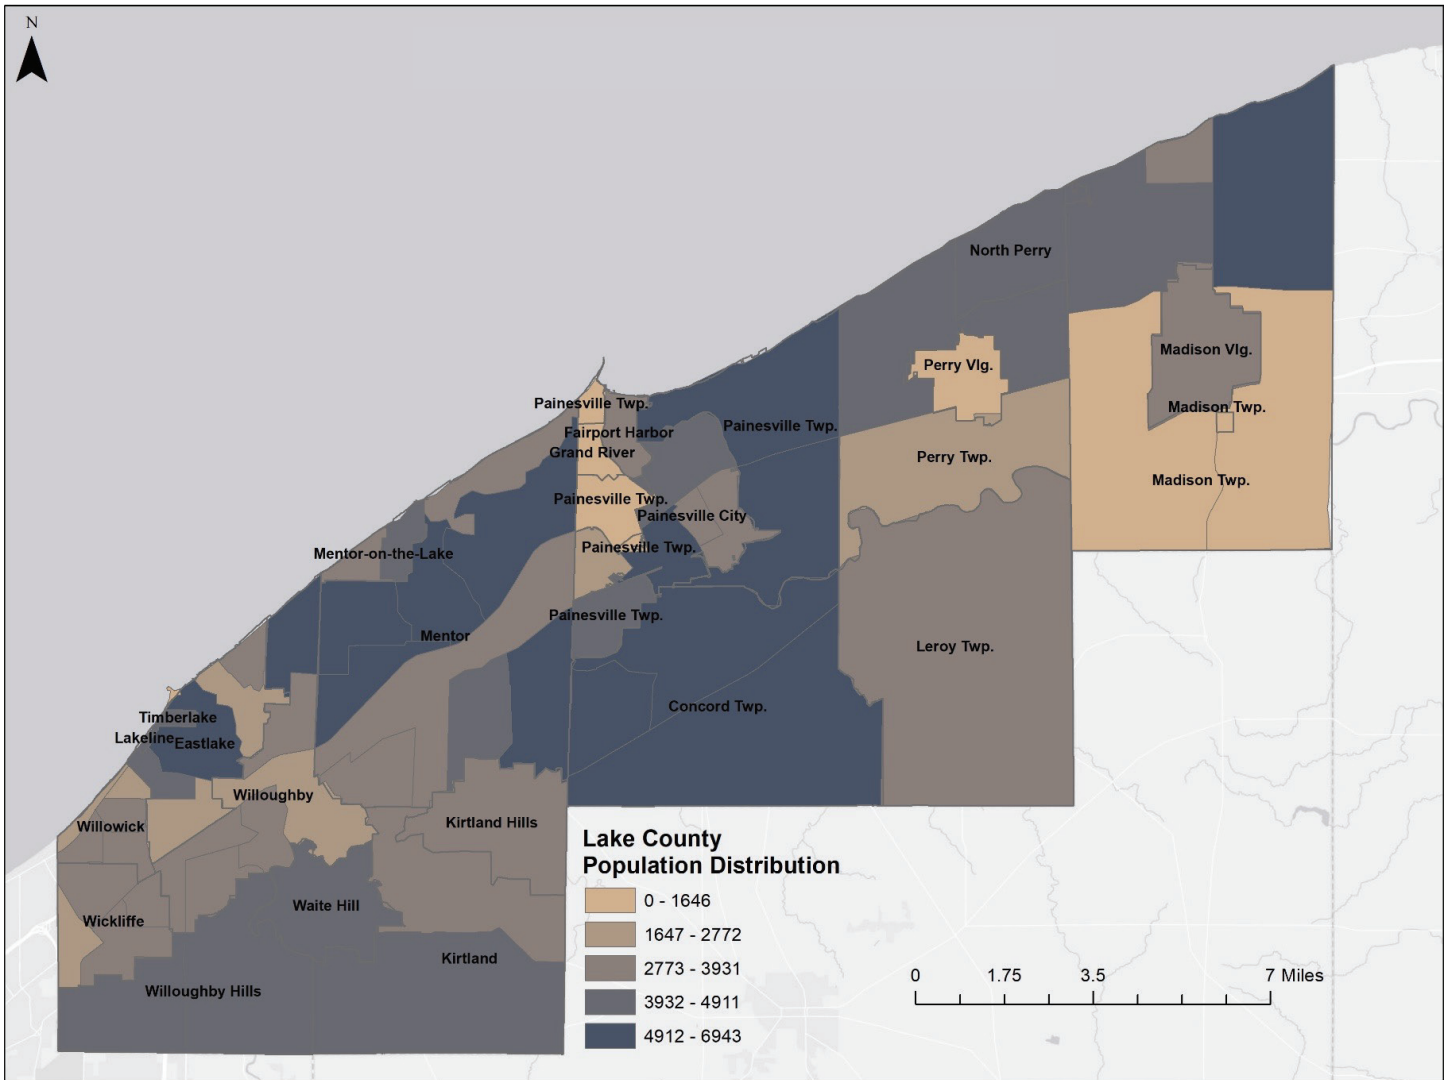 N
North Perry
Madison Vlg.
Perry Vlg.
Madison Twp.
Painesville Twp.
Painesville Twp.
Fairport Harbor
Grand River
Perry Twp.
Madison Twp.
Painesville Twp.
Painesville City
Painesville Twp.
Mentor-on-the-Lake
Painesville Twp.
Mentor
Leroy Twp.
Concord Twp.
Timberlake
Lakeline
Eastlake
Willoughby
Willowick
Kirtland Hills
Waite Hill
Wickliffe
Kirtland
Willoughby Hills
Lake County
Population Distribution
0 - 1646
1647 - 2772
2773 - 3931
3932 - 4911
4912 - 6943
0 1.75 3.5 7 Miles